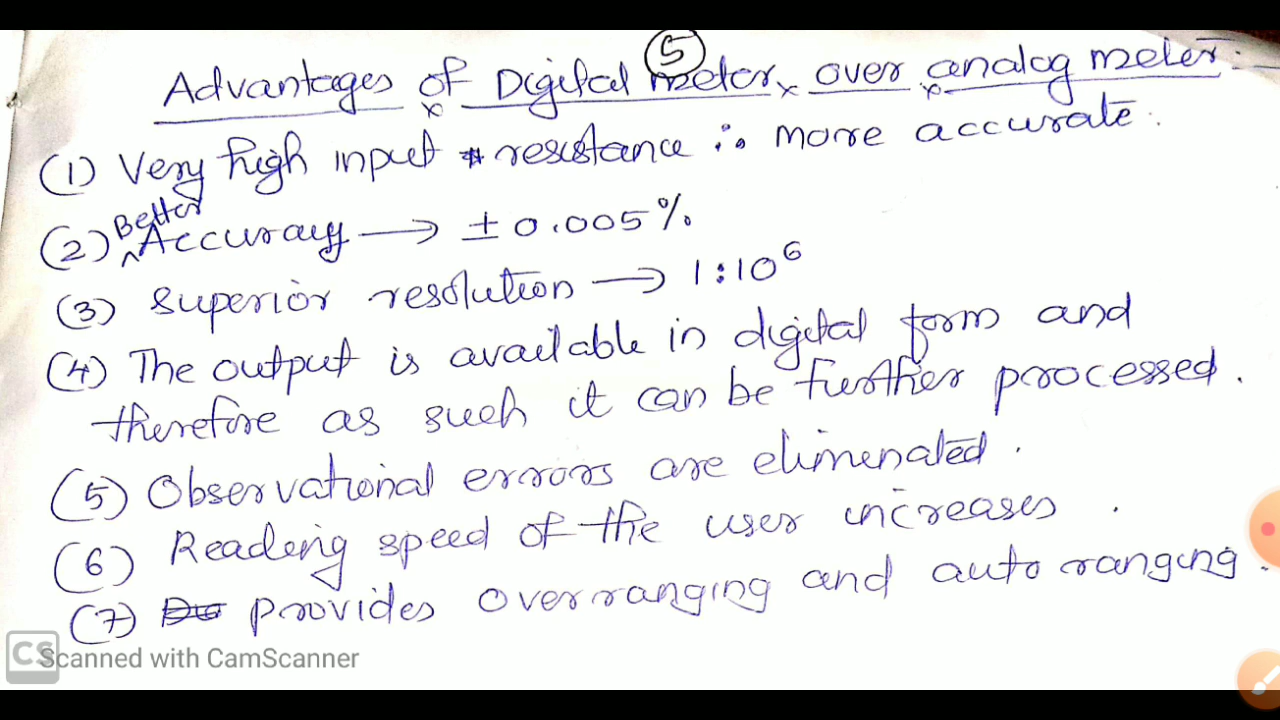 5
Advantages of Digital meter over analog meter :-
(1) Very high input resistance ∴ more accurate.
(2) Better Accuracy → ± 0.005%
(3) Superior resolution → 1:10⁶
(4) The output is available in digital form and
therefore as such it can be further processed.
(5) Observational errors are eliminated.
(6) Reading speed of the user increases.
(7) provides overranging and auto ranging.
CS Scanned with CamScanner